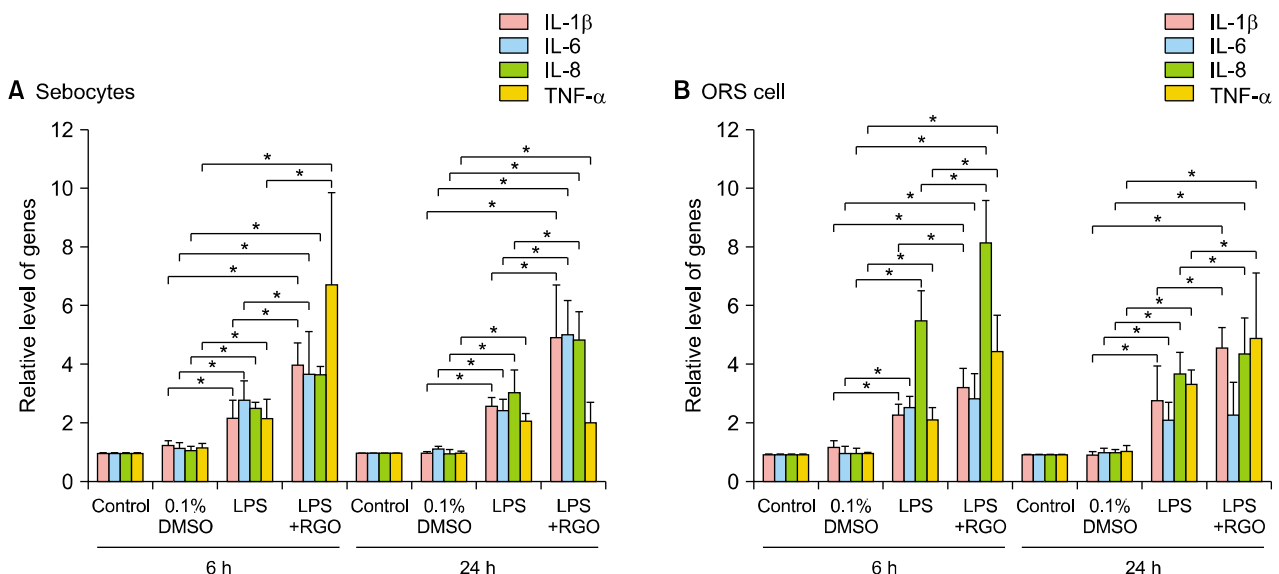 IL-1β
IL-6
IL-8
TNF-α
A Sebocytes
Relative level of genes
12
10
8
6
4
2
0
* * * * * * * * * * * * * * * * * * * * * *
Control 0.1% DMSO LPS LPS +RGO Control 0.1% DMSO LPS LPS +RGO
6 h 24 h
IL-1β
IL-6
IL-8
TNF-α
B ORS cell
Relative level of genes
12
10
8
6
4
2
0
* * * * * * * * * * * * * * * * * * * * * *
Control 0.1% DMSO LPS LPS +RGO Control 0.1% DMSO LPS LPS +RGO
6 h 24 h